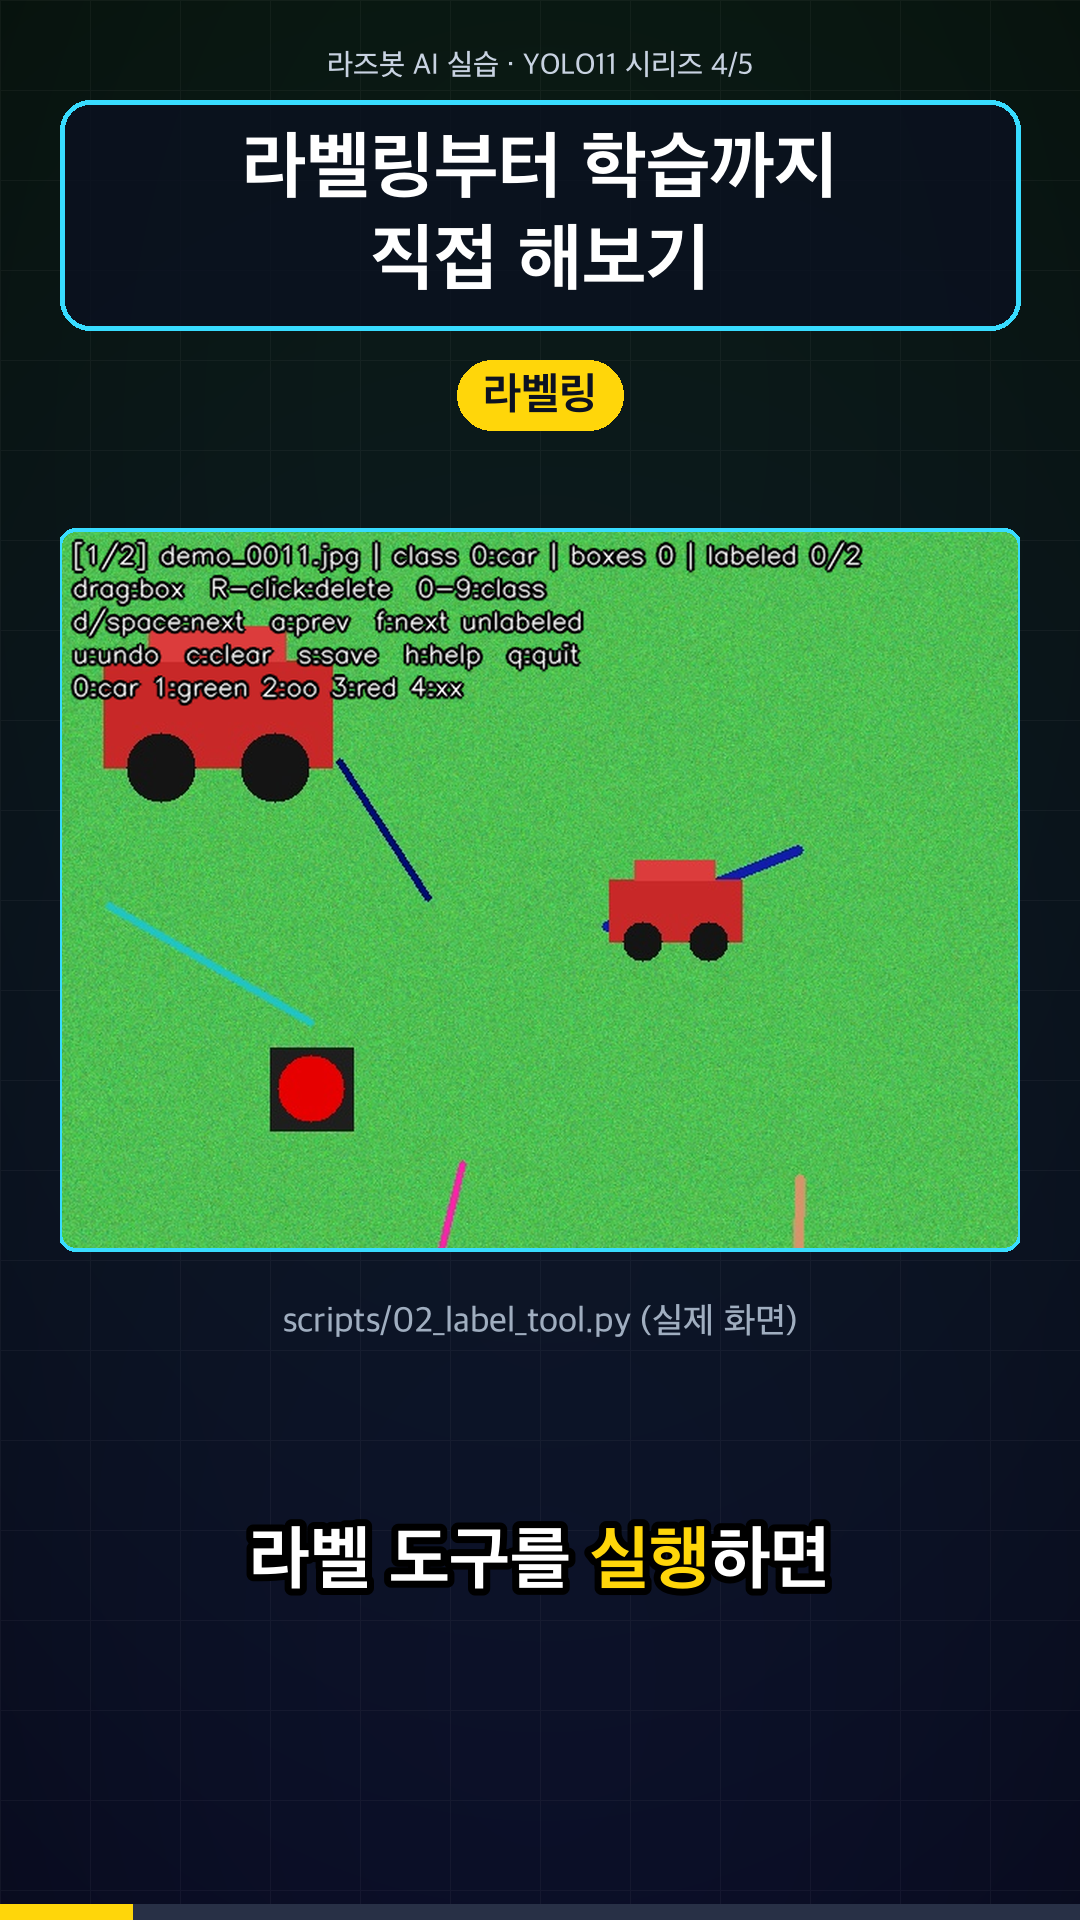 라즈봇 AI 실습 · YOLO11 시리즈 4/5
라벨링부터 학습까지
직접 해보기
라벨링
[1/2] demo_0011.jpg | class 0:car | boxes 0 | labeled 0/2
drag:box R-click:delete 0-9:class
d/space:next a:prev f:next unlabeled
u:undo c:clear s:save h:help q:quit
0:car 1:green 2:oo 3:red 4:xx
scripts/02_label_tool.py (실제 화면)
라벨 도구를 실행하면